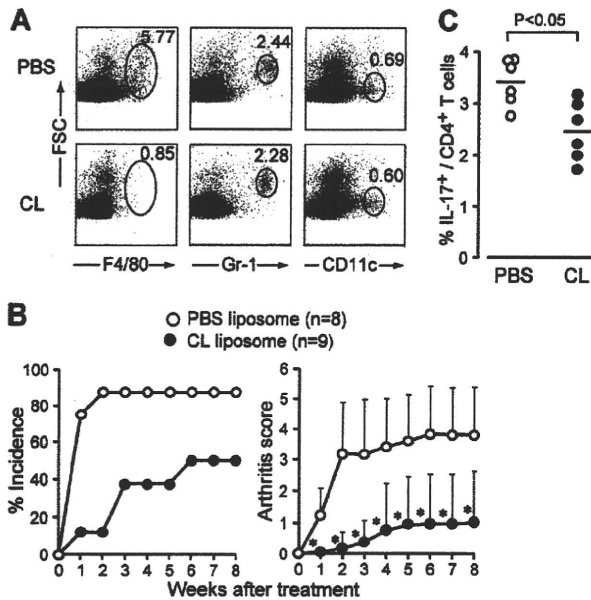 A
PBS
CL
FSC
5.77
2.44
0.69
0.85
2.28
0.60
F4/80
Gr-1
CD11c
C
P<0.05
% IL-17⁺ / CD4⁺ T cells
4
3
2
1
0
PBS
CL
B
PBS liposome (n=8)
CL liposome (n=9)
% Incidence
100
80
60
40
20
0
0 1 2 3 4 5 6 7 8
Arthritis score
6
5
4
3
2
1
0
* * * * * * * *
0 1 2 3 4 5 6 7 8
Weeks after treatment